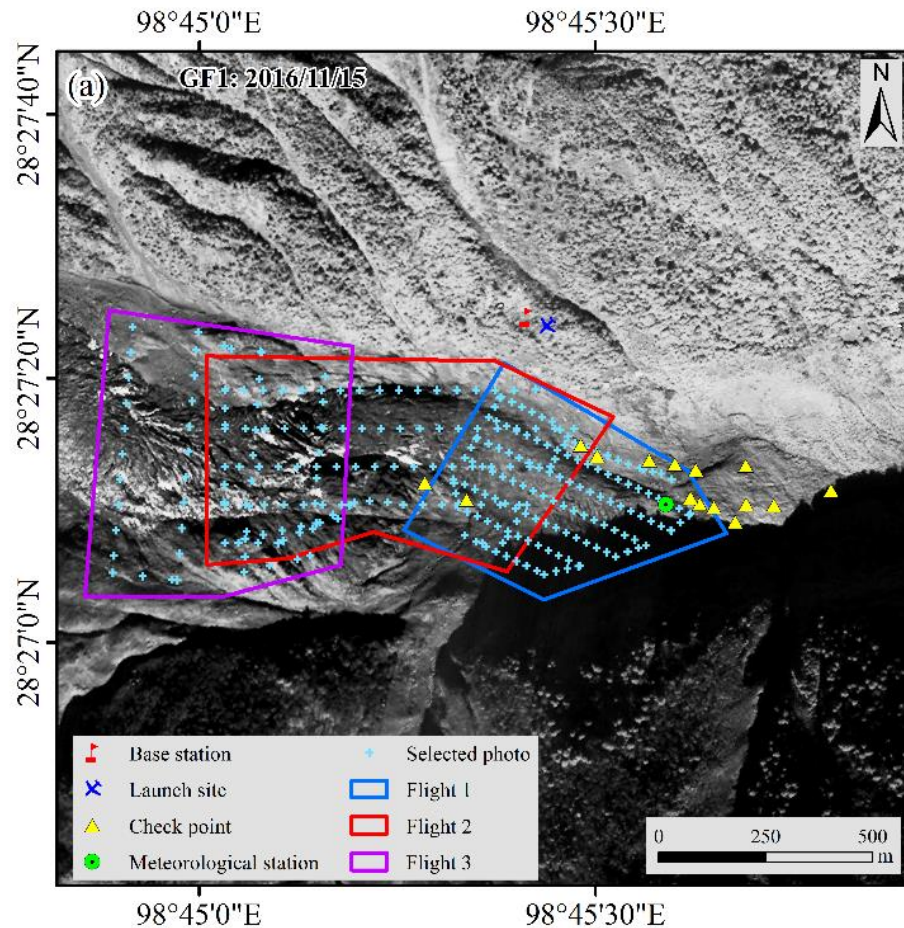 98°45'0"E 98°45'30"E
(a) GF1: 2016/11/15
N
28°27'40"N
28°27'20"N
28°27'0"N
Base station Selected photo
Launch site Flight 1
Check point Flight 2
Meteorological station Flight 3
0 250 500
m
98°45'0"E 98°45'30"E